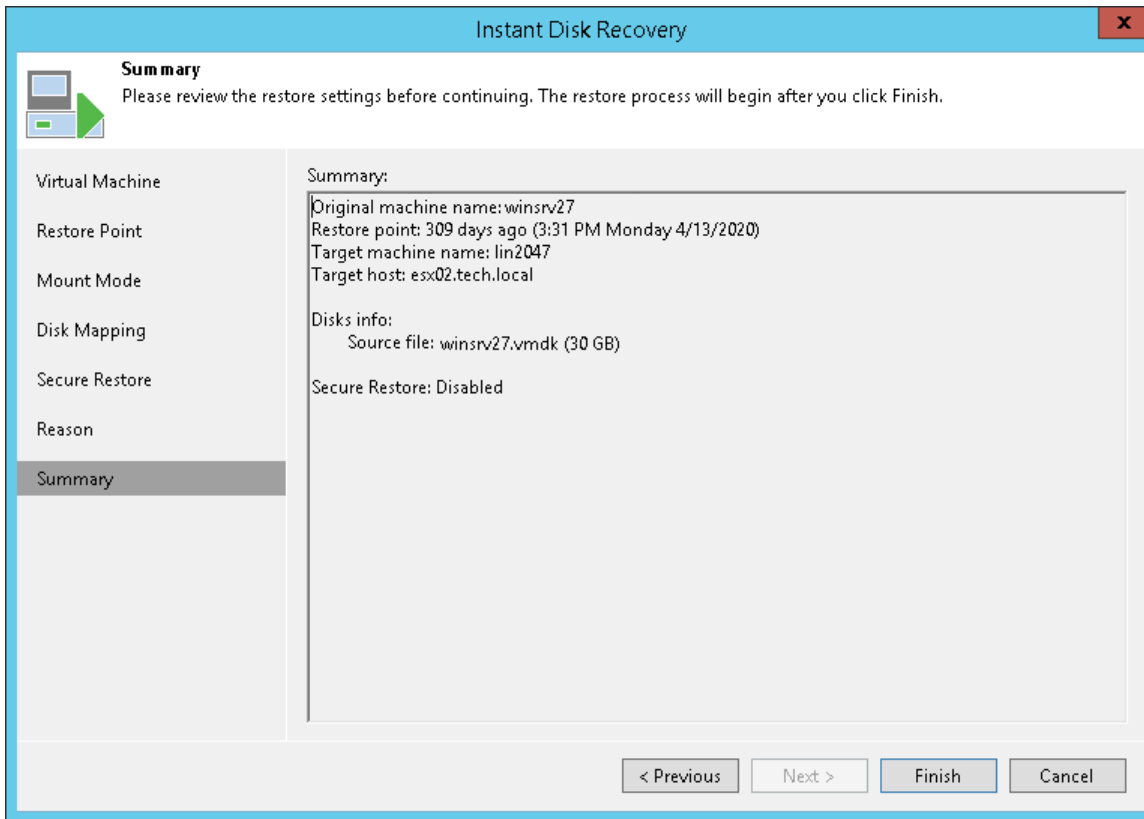 Instant Disk Recovery
x
Summary
Please review the restore settings before continuing. The restore process will begin after you click Finish.
Virtual Machine
Restore Point
Mount Mode
Disk Mapping
Secure Restore
Reason
Summary
Summary:
Original machine name: winsrv27
Restore point: 309 days ago (3:31 PM Monday 4/13/2020)
Target machine name: lin2047
Target host: esx02.tech.local
Disks info:
Source file: winsrv27.vmdk (30 GB)
Secure Restore: Disabled
< Previous
Next >
Finish
Cancel